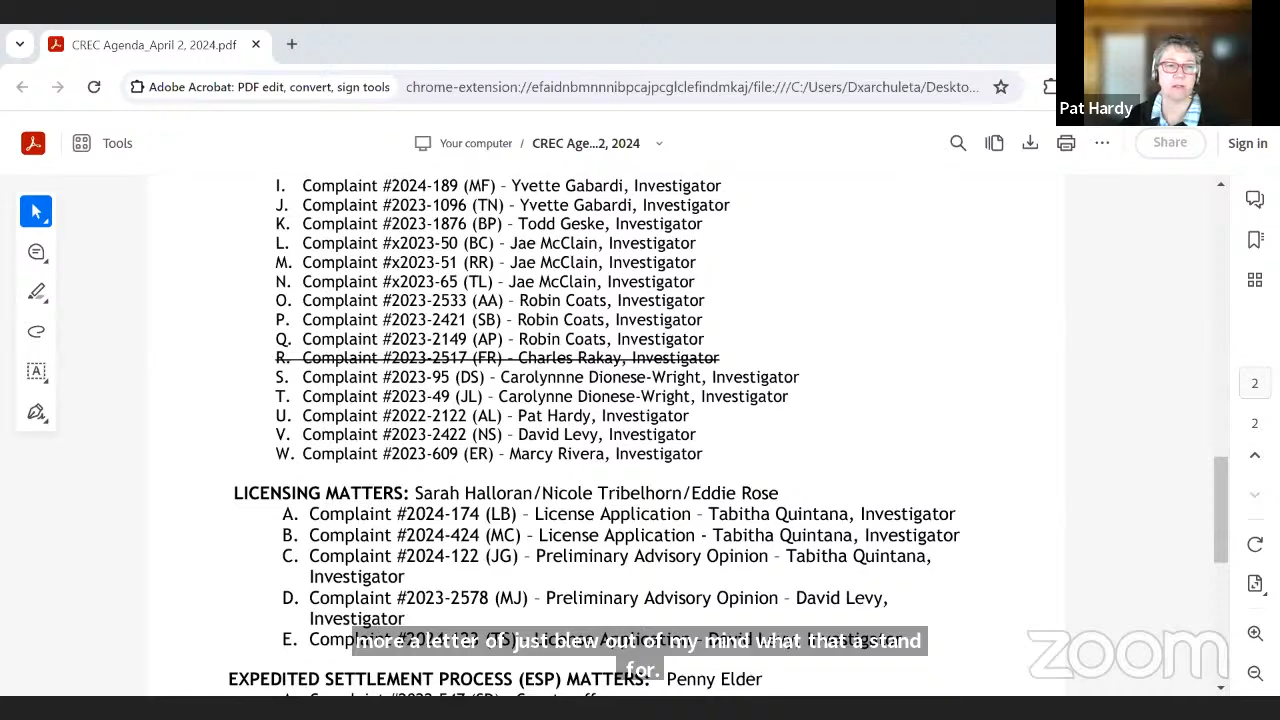 CREC Agenda_April 2, 2024.pdf
Adobe Acrobat: PDF edit, convert, sign tools
chrome-extension://efaidnbmnnnibpcajpcglclefindmkaj/file:///C:/Users/Dxarchuleta/Deskto...
Pat Hardy
Tools
Your computer / CREC Age...2, 2024
Share
Sign in
I. Complaint #2024-189 (MF) – Yvette Gabardi, Investigator
J. Complaint #2023-1096 (TN) – Yvette Gabardi, Investigator
K. Complaint #2023-1876 (BP) – Todd Geske, Investigator
L. Complaint #x2023-50 (BC) – Jae McClain, Investigator
M. Complaint #x2023-51 (RR) – Jae McClain, Investigator
N. Complaint #x2023-65 (TL) – Jae McClain, Investigator
O. Complaint #2023-2533 (AA) – Robin Coats, Investigator
P. Complaint #2023-2421 (SB) – Robin Coats, Investigator
Q. Complaint #2023-2149 (AP) – Robin Coats, Investigator
R. Complaint #2023-2517 (FR) – Charles Rakay, Investigator
S. Complaint #2023-95 (DS) – Carolynnne Dionese-Wright, Investigator
T. Complaint #2023-49 (JL) – Carolynne Dionese-Wright, Investigator
U. Complaint #2022-2122 (AL) – Pat Hardy, Investigator
V. Complaint #2023-2422 (NS) – David Levy, Investigator
W. Complaint #2023-609 (ER) – Marcy Rivera, Investigator
LICENSING MATTERS: Sarah Halloran/Nicole Tribelhorn/Eddie Rose
A. Complaint #2024-174 (LB) – License Application – Tabitha Quintana, Investigator
B. Complaint #2024-424 (MC) – License Application - Tabitha Quintana, Investigator
C. Complaint #2024-122 (JG) – Preliminary Advisory Opinion – Tabitha Quintana,
Investigator
D. Complaint #2023-2578 (MJ) – Preliminary Advisory Opinion – David Levy,
Investigator
E.
more a letter of just blew out of my mind what that a stand
for.
EXPEDITED SETTLEMENT PROCESS (ESP) MATTERS: Penny Elder
2
2
zoom